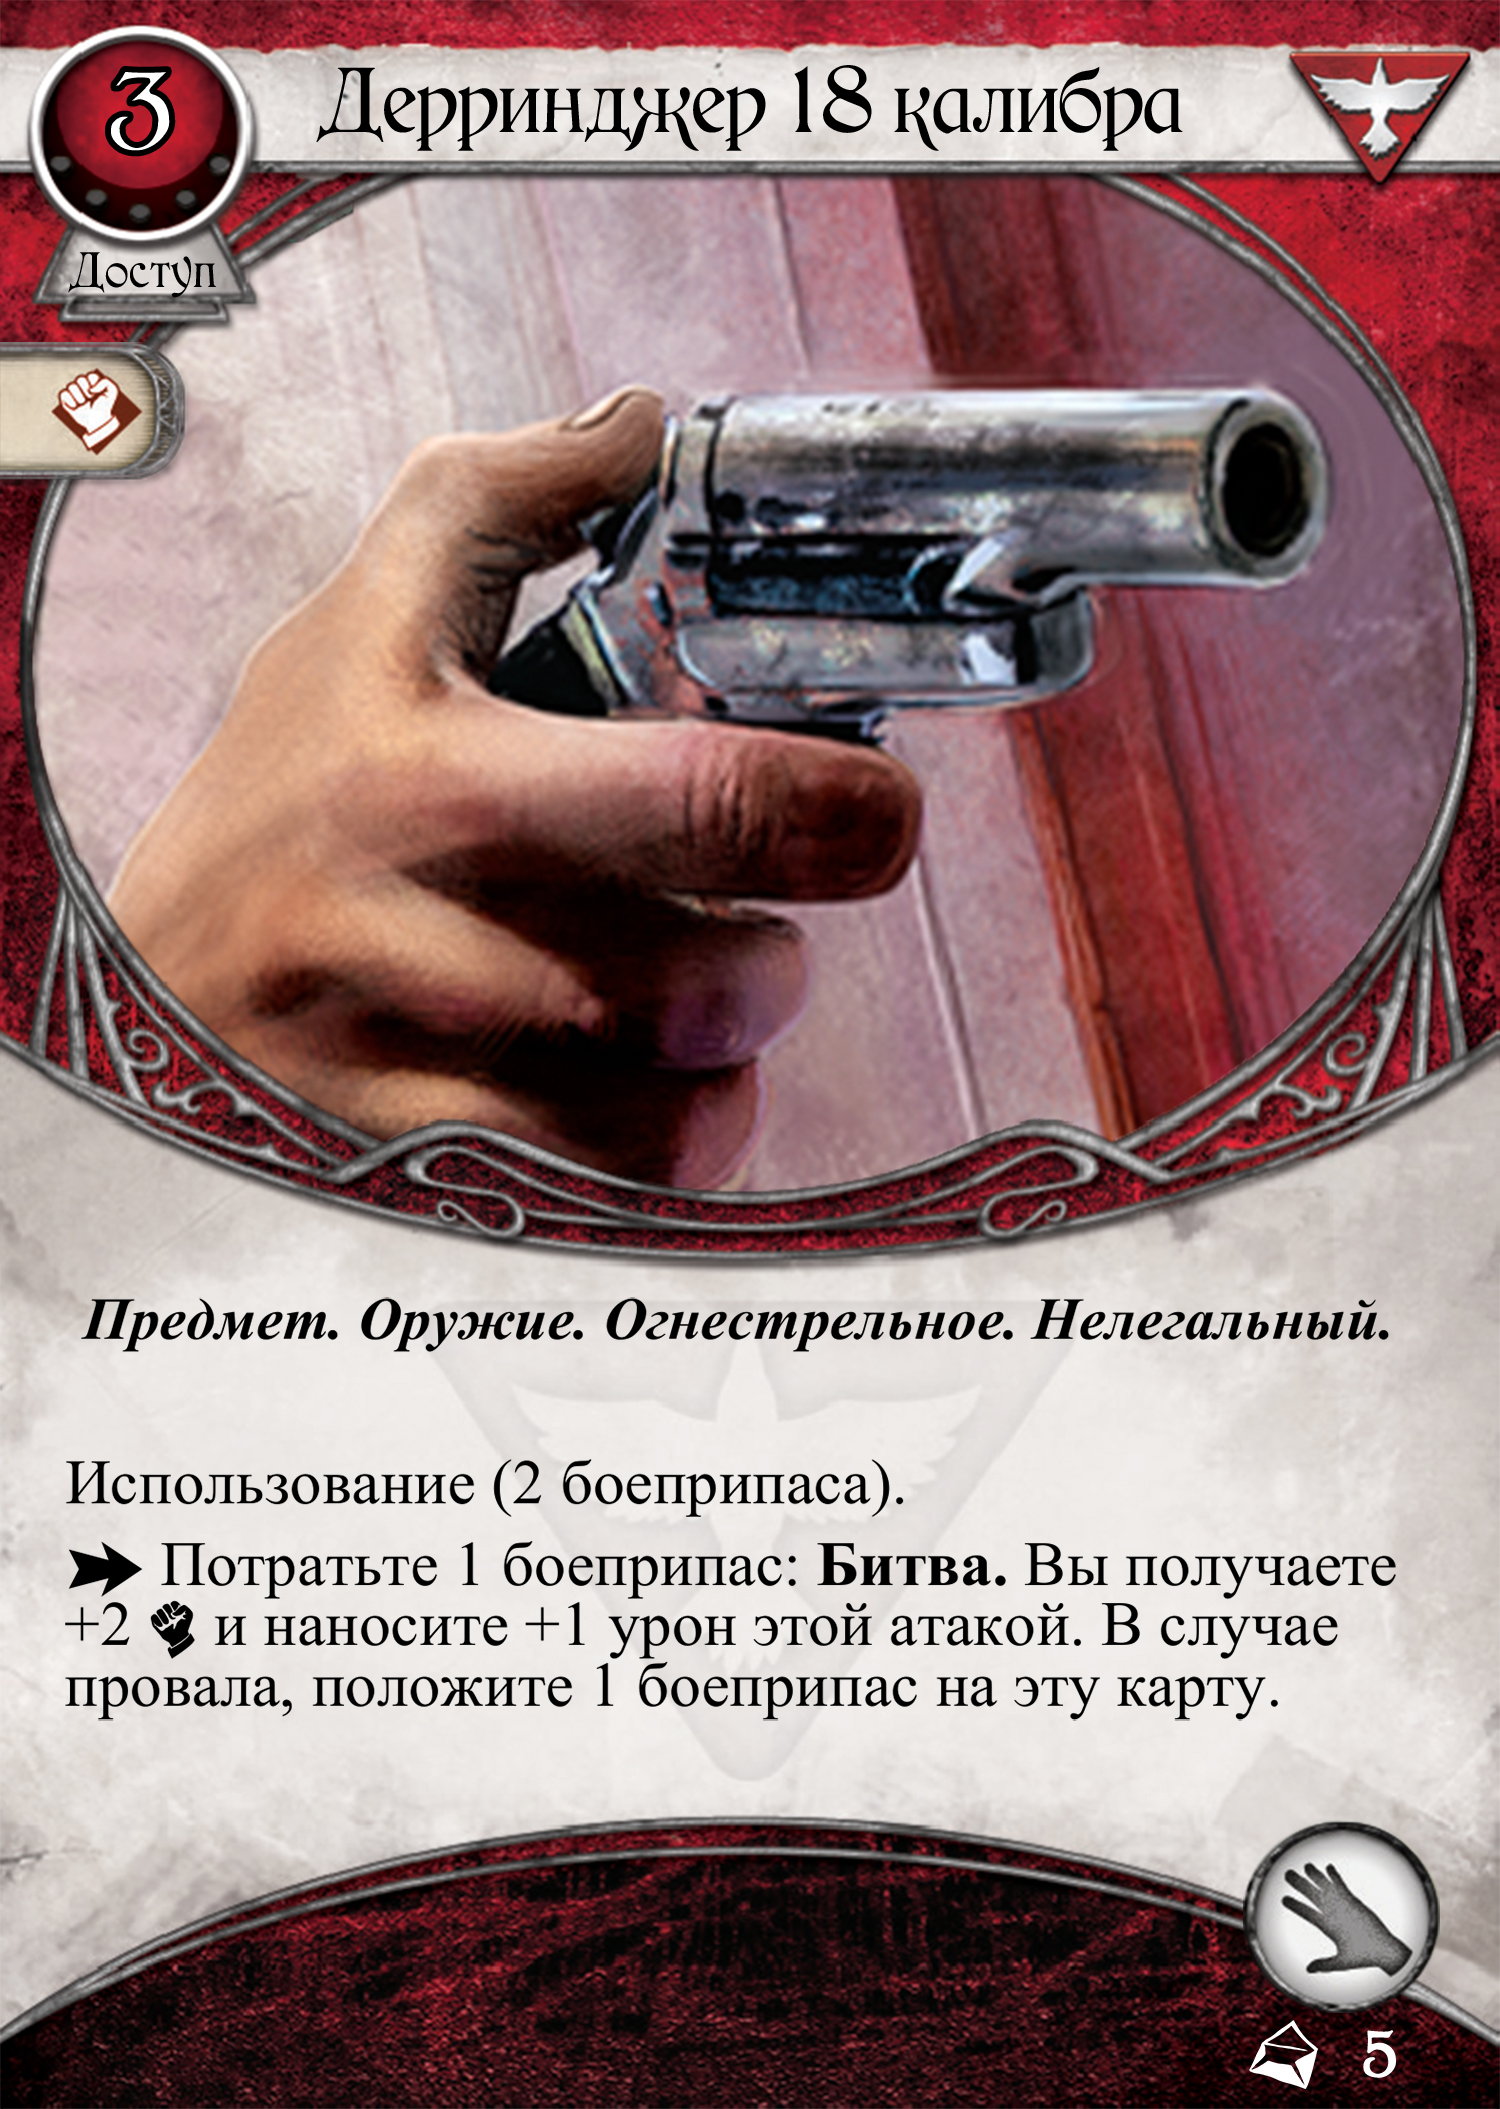 3
Дерринджер 18 калибра
Доступ
Предмет. Оружие. Огнестрельное. Нелегальный.
Использование (2 боеприпаса).
Потратьте 1 боеприпас: Битва. Вы получаете
+2 и наносите +1 урон этой атакой. В случае
провала, положите 1 боеприпас на эту карту.
5